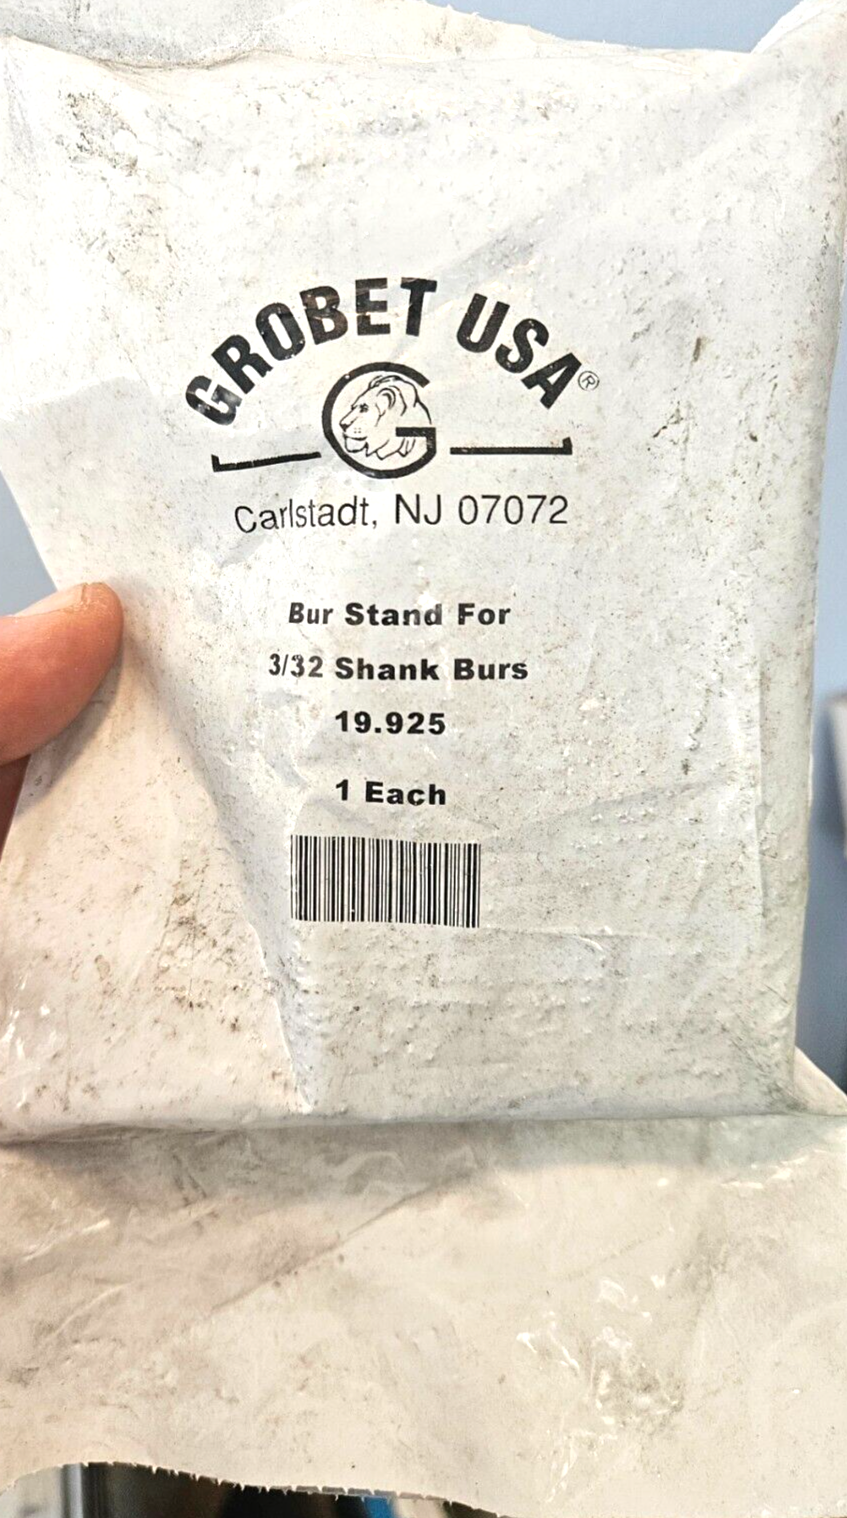 GROBET USA®
Carlstadt, NJ 07072
Bur Stand For
3/32 Shank Burs
19.925
1 Each